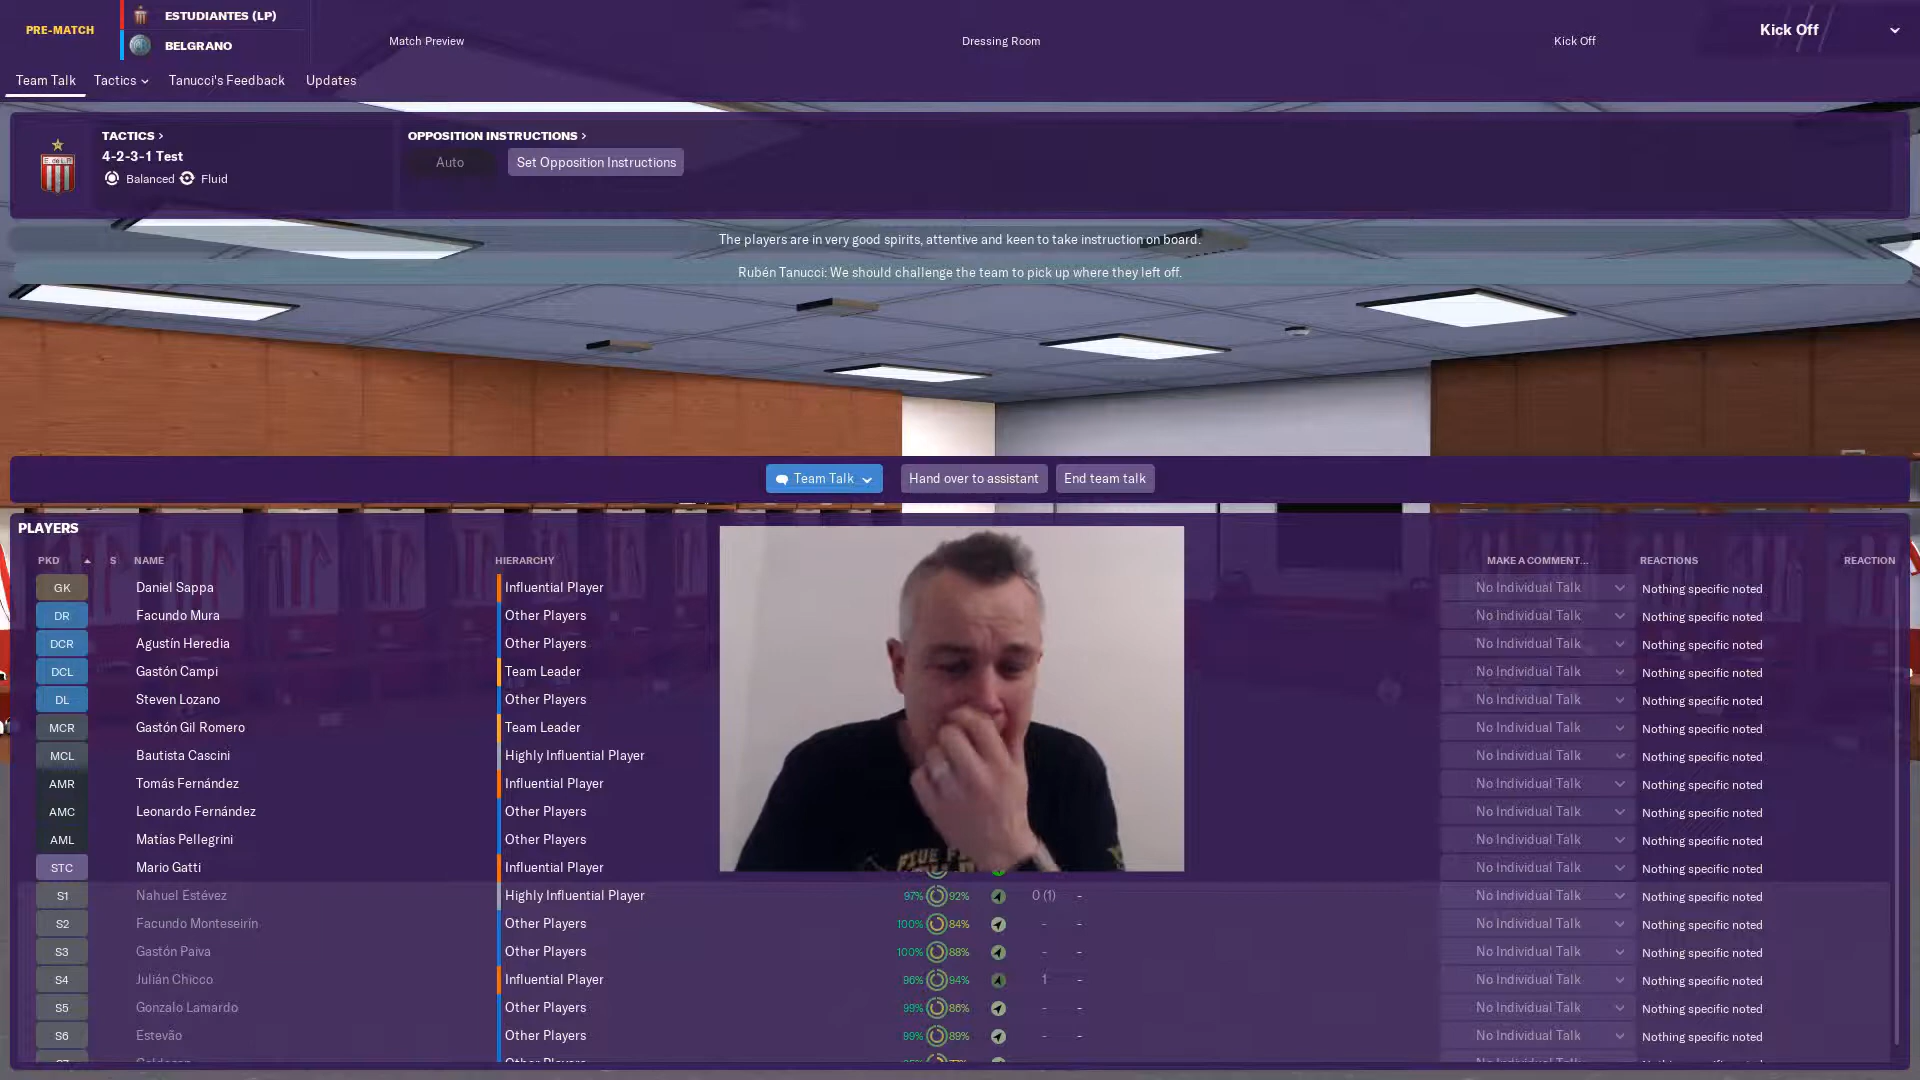 PRE-MATCH
ESTUDIANTES (LP)
BELGRANO
Match Preview
Dressing Room
Kick Off
Kick Off
Team Talk
Tactics
Tanucci's Feedback
Updates
TACTICS >
4-2-3-1 Test
Balanced
Fluid
OPPOSITION INSTRUCTIONS >
Auto
Set Opposition Instructions
The players are in very good spirits, attentive and keen to take instruction on board.
Rubén Tanucci: We should challenge the team to pick up where they left off.
Team Talk
Hand over to assistant
End team talk
PLAYERS
PKD S NAME HIERARCHY MAKE A COMMENT... REACTIONS REACTION
GK Daniel Sappa Influential Player No Individual Talk Nothing specific noted
DR Facundo Mura Other Players No Individual Talk Nothing specific noted
DCR Agustín Heredia Other Players No Individual Talk Nothing specific noted
DCL Gastón Campi Team Leader No Individual Talk Nothing specific noted
DL Steven Lozano Other Players No Individual Talk Nothing specific noted
MCR Gastón Gil Romero Team Leader No Individual Talk Nothing specific noted
MCL Bautista Cascini Highly Influential Player No Individual Talk Nothing specific noted
AMR Tomás Fernández Influential Player No Individual Talk Nothing specific noted
AMC Leonardo Fernández Other Players No Individual Talk Nothing specific noted
AML Matías Pellegrini Other Players No Individual Talk Nothing specific noted
STC Mario Gatti Influential Player No Individual Talk Nothing specific noted
S1 Nahuel Estévez Highly Influential Player 97% 92% 0 (1) - No Individual Talk Nothing specific noted
S2 Facundo Monteseirín Other Players 100% 84% - - No Individual Talk Nothing specific noted
S3 Gastón Paiva Other Players 100% 88% - - No Individual Talk Nothing specific noted
S4 Julián Chicco Influential Player 96% 94% 1 - No Individual Talk Nothing specific noted
S5 Gonzalo Lamardo Other Players 99% 86% - - No Individual Talk Nothing specific noted
S6 Estevão Other Players 99% 89% - - No Individual Talk Nothing specific noted